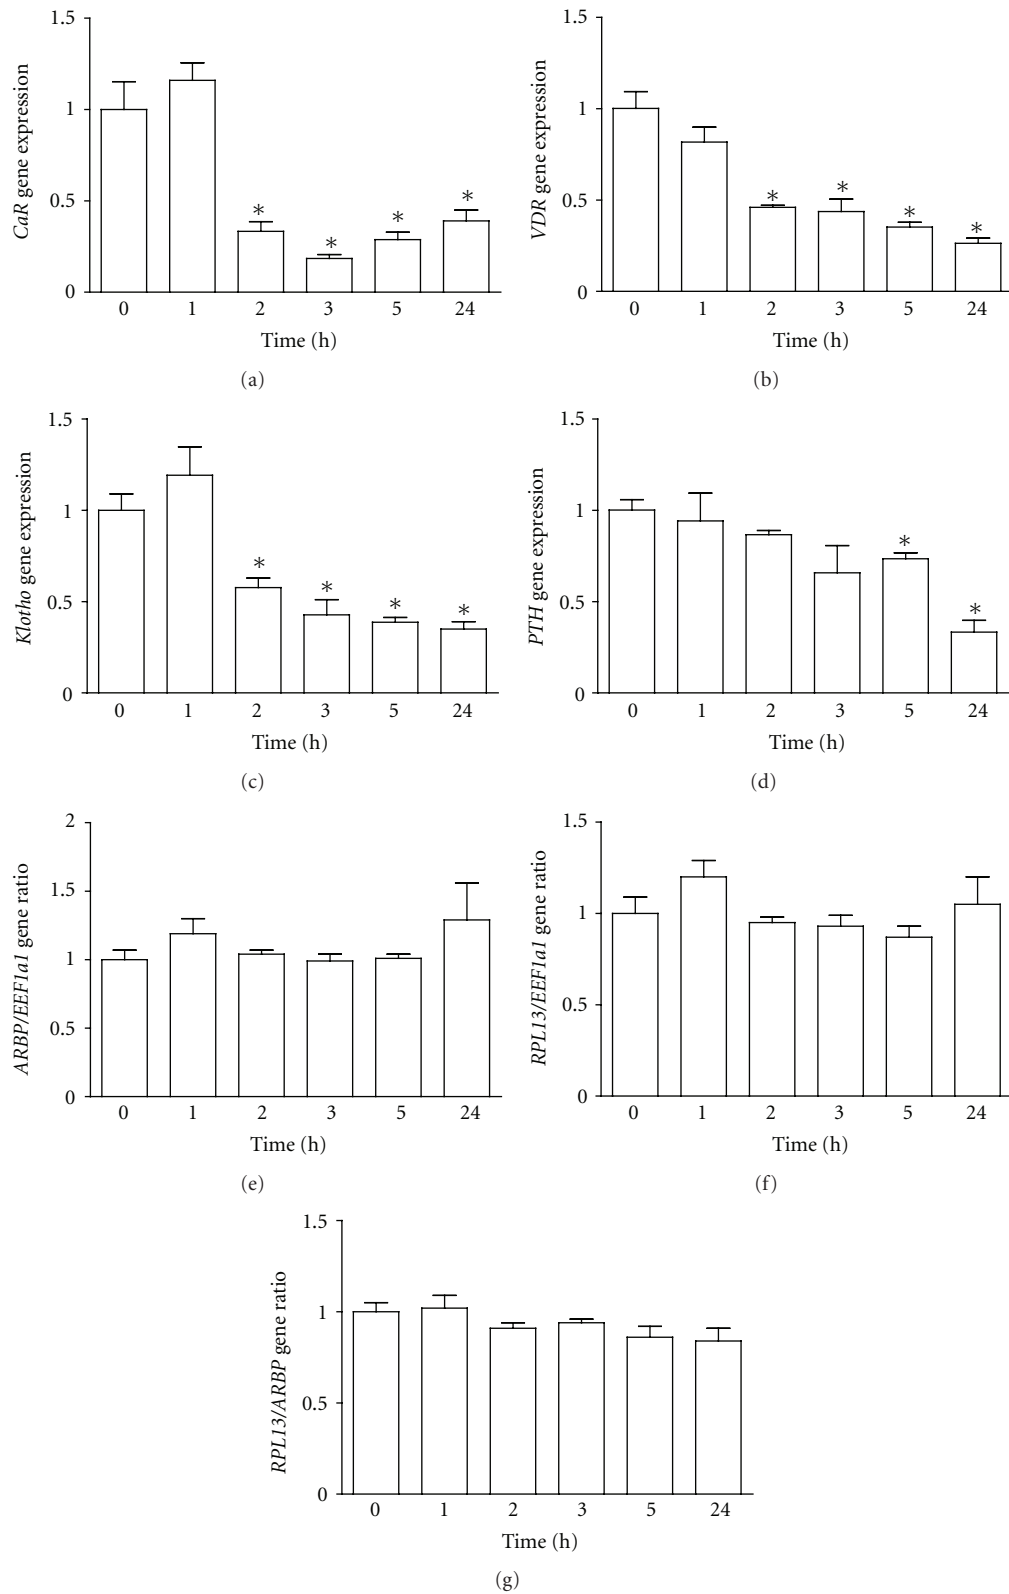 1.5
1
0.5
0
CaR gene expression
* * * *
0 1 2 3 5 24
Time (h)
(a)
1.5
1
0.5
0
VDR gene expression
* * * *
0 1 2 3 5 24
Time (h)
(b)
1.5
1
0.5
0
Klotho gene expression
* * * *
0 1 2 3 5 24
Time (h)
(c)
1.5
1
0.5
0
PTH gene expression
* *
0 1 2 3 5 24
Time (h)
(d)
2
1.5
1
0.5
0
ARBP/EEF1a1 gene ratio
0 1 2 3 5 24
Time (h)
(e)
1.5
1
0.5
0
RPL13/EEF1a1 gene ratio
0 1 2 3 5 24
Time (h)
(f)
1.5
1
0.5
0
RPL13/ARBP gene ratio
0 1 2 3 5 24
Time (h)
(g)